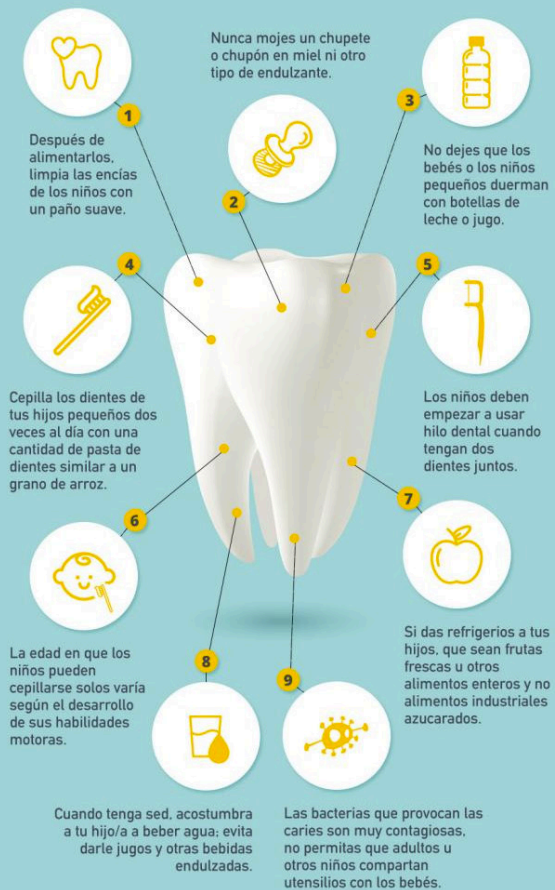 1
Después de
alimentarlos,
limpia las encías
de los niños con
un paño suave.
Nunca mojes un chupete
o chupón en miel ni otro
tipo de endulzante.
2
3
No dejes que los
bebés o los niños
pequeños duerman
con botellas de
leche o jugo.
4
Cepilla los dientes de
tus hijos pequeños dos
veces al día con una
cantidad de pasta de
dientes similar a un
grano de arroz.
5
Los niños deben
empezar a usar
hilo dental cuando
tengan dos
dientes juntos.
6
La edad en que los
niños pueden
cepillarse solos varía
según el desarrollo
de sus habilidades
motoras.
7
Si das refrigerios a tus
hijos, que sean frutas
frescas u otros
alimentos enteros y no
alimentos industriales
azucarados.
8
Cuando tenga sed, acostumbra
a tu hijo/a a beber agua; evita
darle jugos y otras bebidas
endulzadas.
9
Las bacterias que provocan las
caries son muy contagiosas,
no permitas que adultos u
otros niños compartan
utensilios con los bebés.